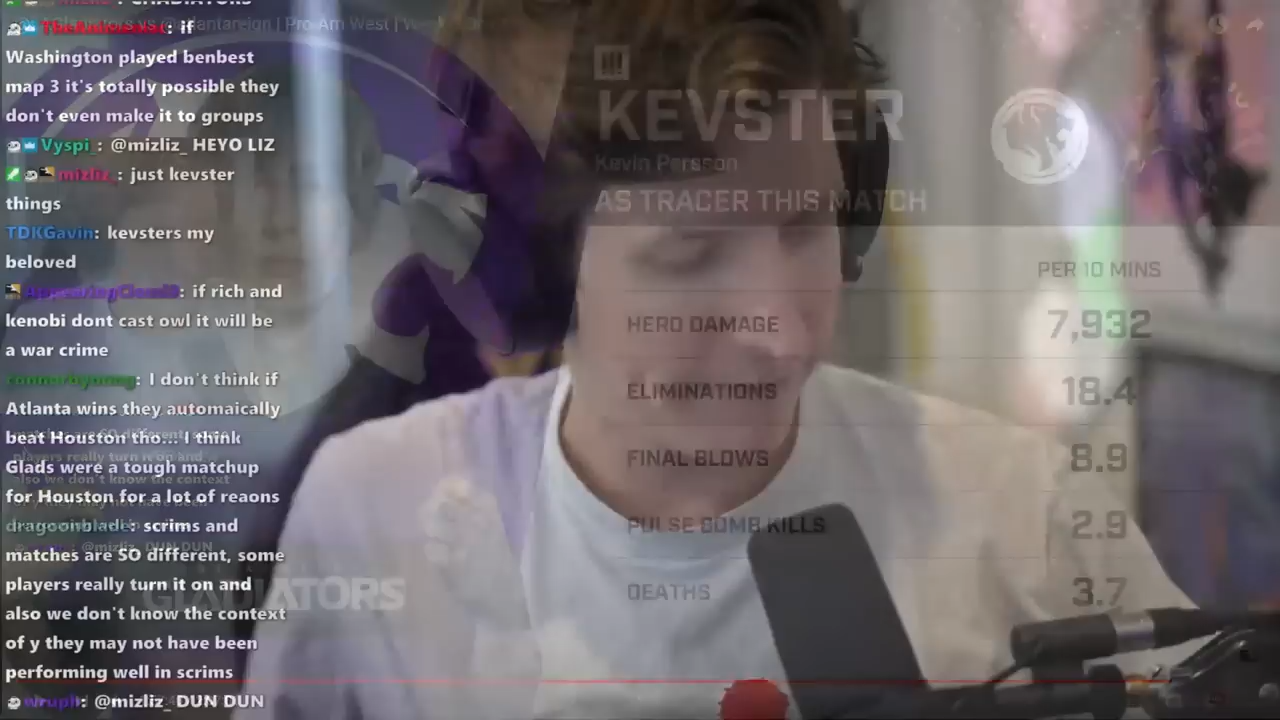 if
Washington played benbest
map 3 it's totally possible they
don't even make it to groups
Vyspi_: @mizliz_ HEYO LIZ
mizliz_: just kevster
things
TDKGavin: kevsters my
beloved
if rich and
kenobi dont cast owl it will be
a war crime
I don't think if
Atlanta wins they automaically
beat Houston tho... I think
Glads were a tough matchup
for Houston for a lot of reaons
dragoonblade: scrims and
matches are SO different, some
players really turn it on and
also we don't know the context
of y they may not have been
performing well in scrims
wrupit: @mizliz_ DUN DUN
Pro-Am West
KEVSTER
Kevin Persson
AS TRACER THIS MATCH
PER 10 MINS
HERO DAMAGE 7,932
ELIMINATIONS 18.4
FINAL BLOWS 8.9
PULSE BOMB KILLS 2.9
DEATHS 3.7
GLADIATORS